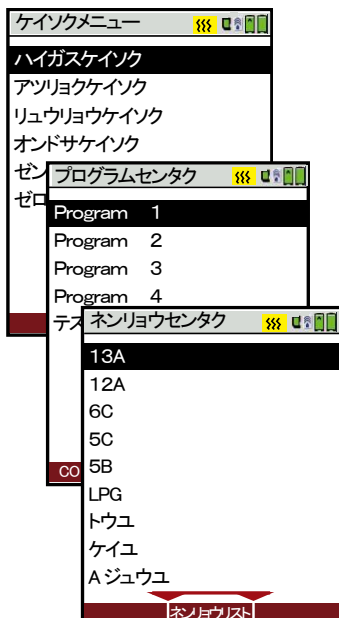 ケイソクメニュー
ハイガスケイソク
アツリョクケイソク
リュウリョウケイソク
オンドサケイソク
ゼン
ゼロ
プログラムセンタク
Program 1
Program 2
Program 3
Program 4
テス
CO
ネンリョウセンタク
13A
12A
6C
5C
5B
LPG
トウユ
ケイユ
A ジュウユ
ネンリョウリスト